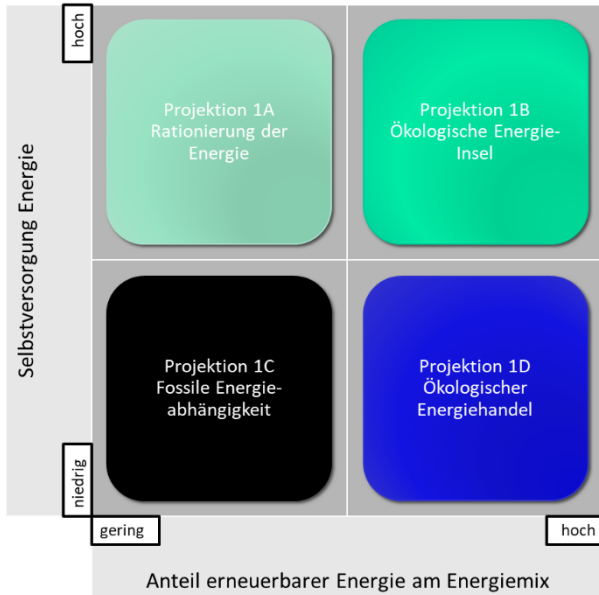 hoch
Selbstversorgung Energie
niedrig
Projektion 1A
Rationierung der
Energie
Projektion 1B
Ökologische Energie-
Insel
Projektion 1C
Fossile Energie-
abhängigkeit
Projektion 1D
Ökologischer
Energiehandel
gering
hoch
Anteil erneuerbarer Energie am Energiemix